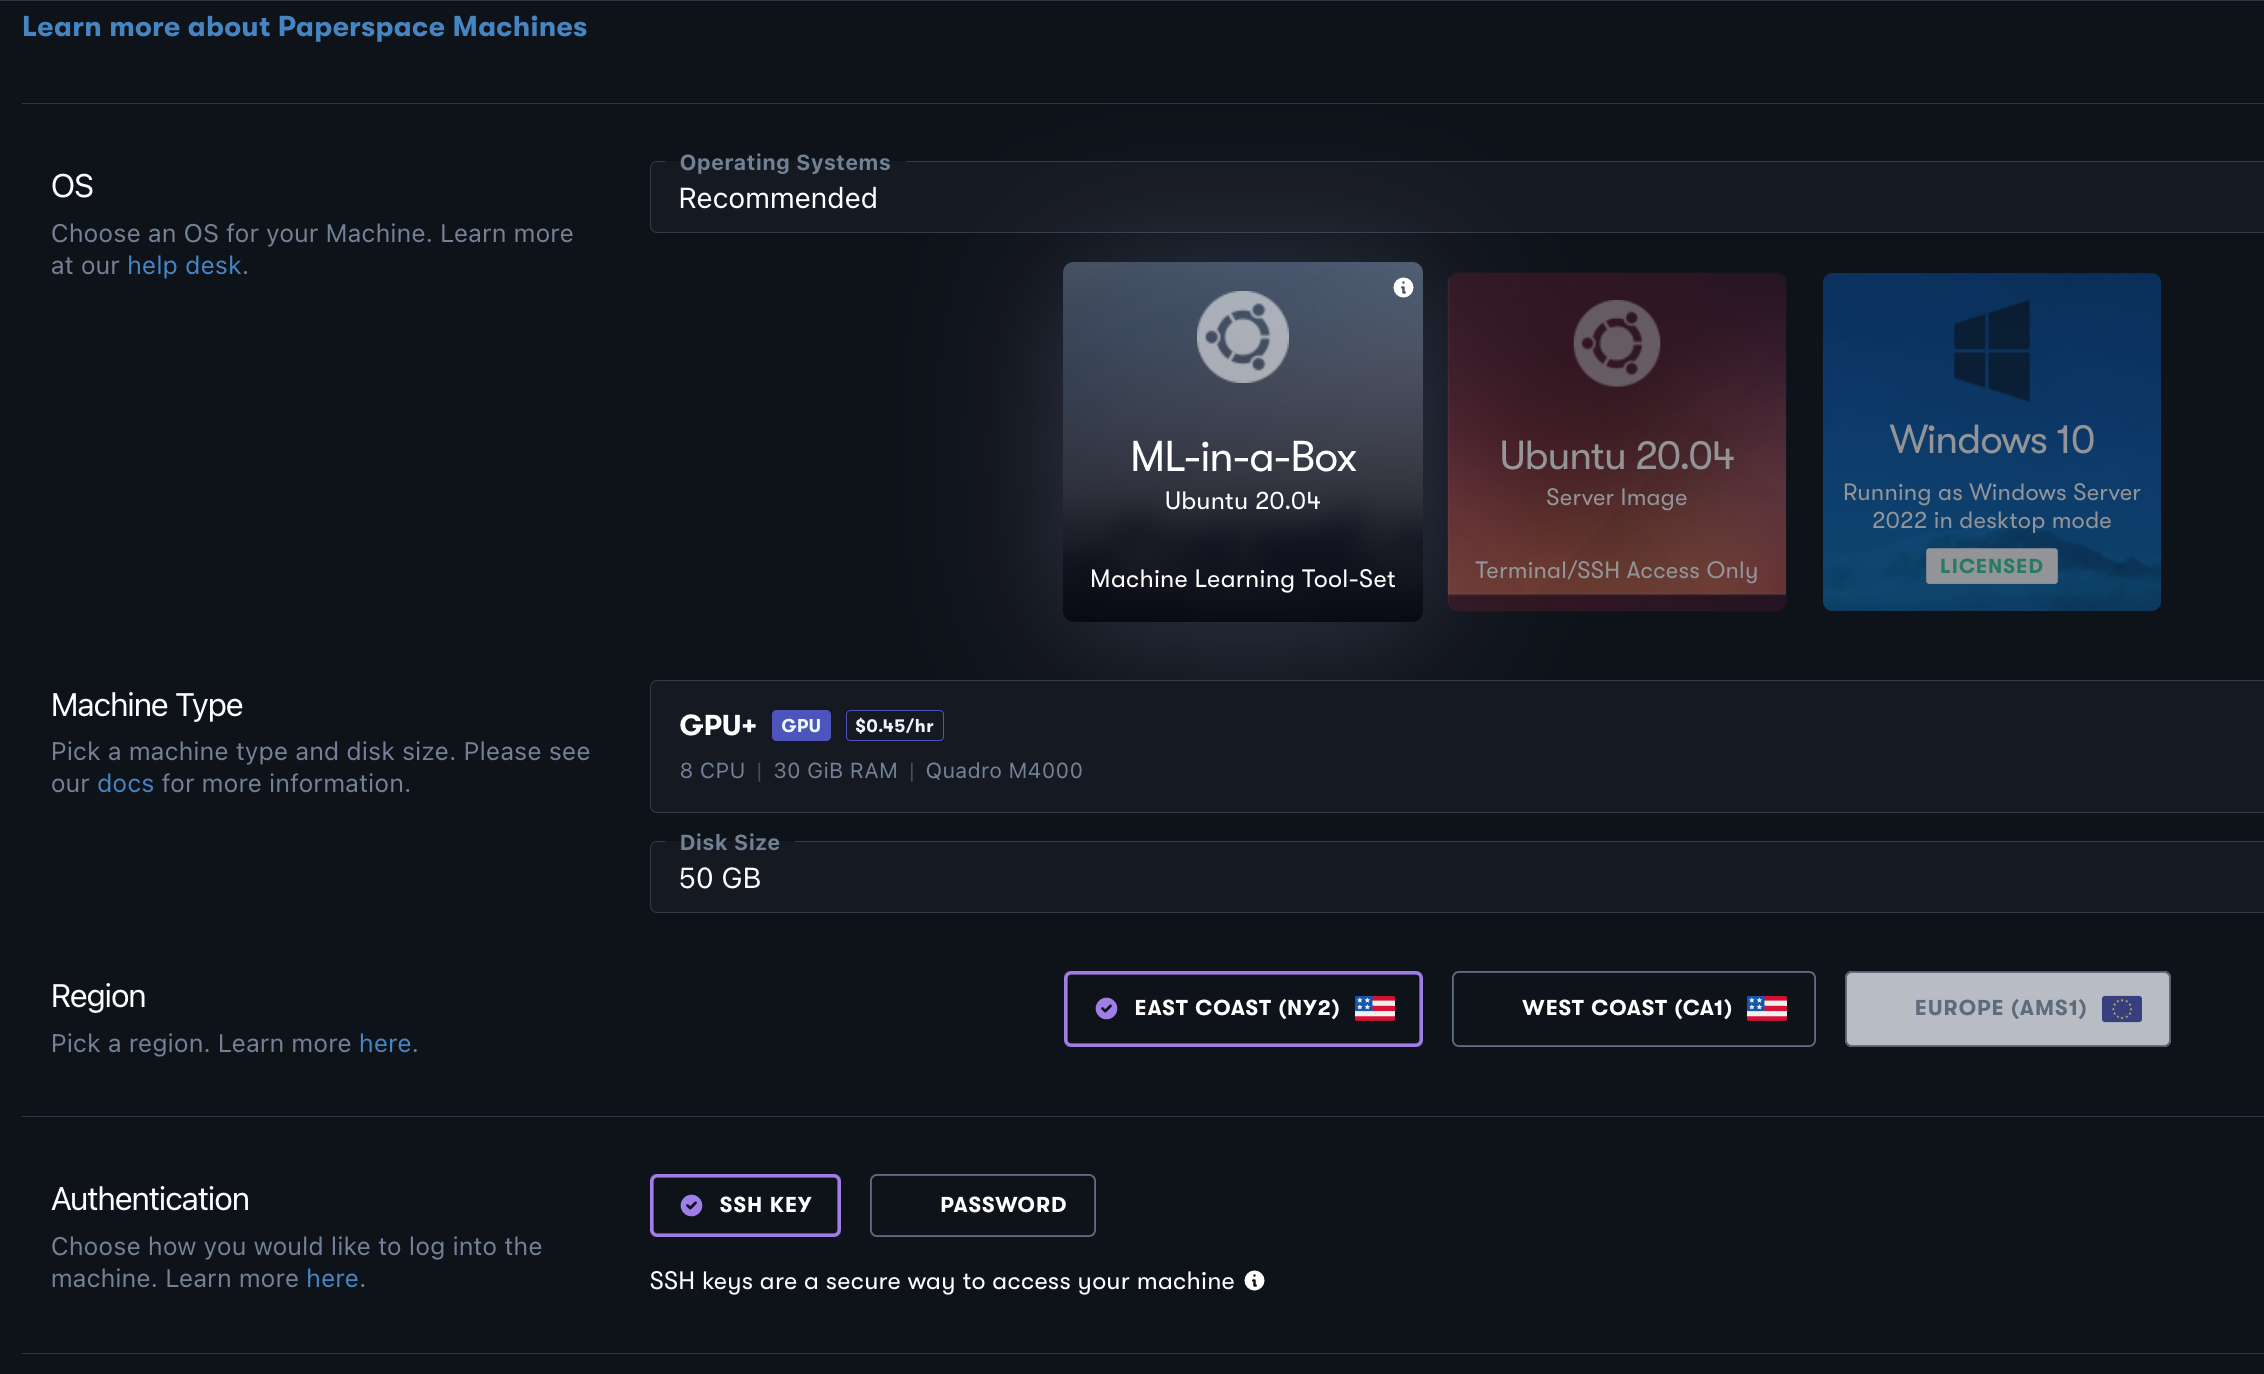 Learn more about Paperspace Machines
OS
Choose an OS for your Machine. Learn more
at our help desk.
Operating Systems
Recommended
ML-in-a-Box
Ubuntu 20.04
Machine Learning Tool-Set
Ubuntu 20.04
Server Image
Terminal/SSH Access Only
Windows 10
Running as Windows Server
2022 in desktop mode
LICENSED
Machine Type
Pick a machine type and disk size. Please see
our docs for more information.
GPU+ GPU $0.45/hr
8 CPU | 30 GiB RAM | Quadro M4000
Disk Size
50 GB
Region
Pick a region. Learn more here.
EAST COAST (NY2)
WEST COAST (CA1)
EUROPE (AMS1)
Authentication
Choose how you would like to log into the
machine. Learn more here.
SSH KEY
PASSWORD
SSH keys are a secure way to access your machine